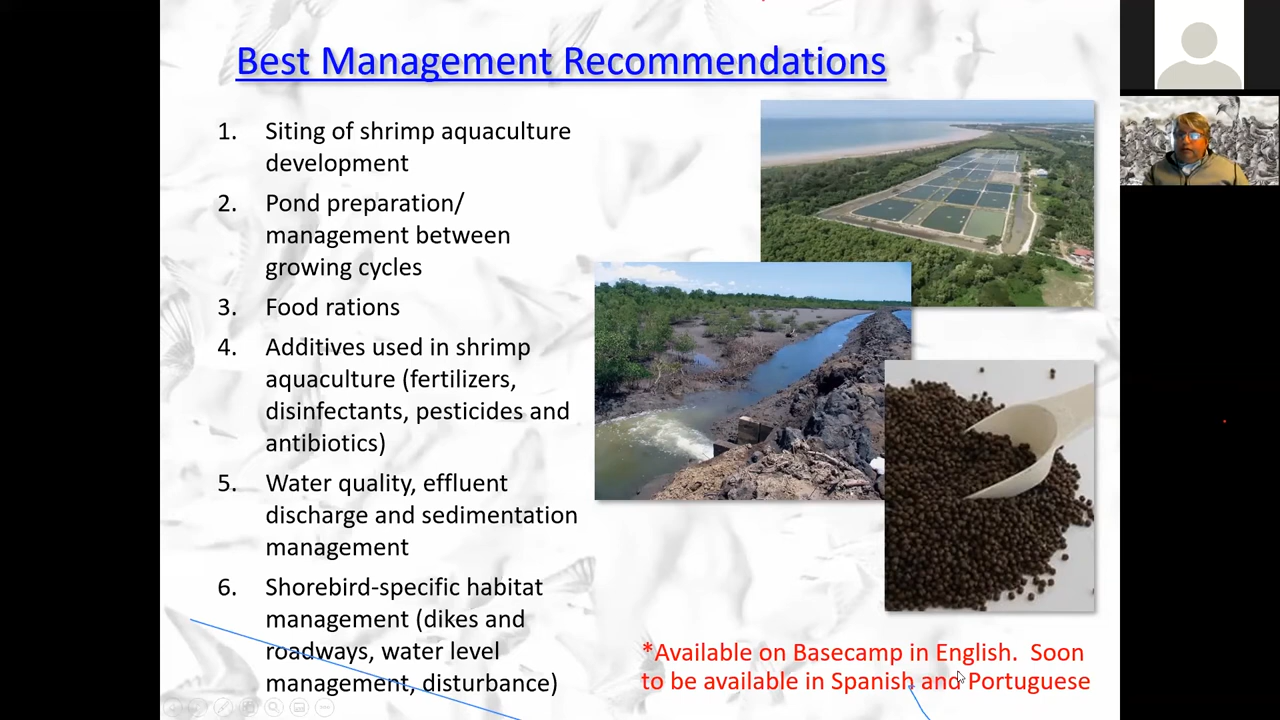 Best Management Recommendations
1. Siting of shrimp aquaculture
development
2. Pond preparation/
management between
growing cycles
3. Food rations
4. Additives used in shrimp
aquaculture (fertilizers,
disinfectants, pesticides and
antibiotics)
5. Water quality, effluent
discharge and sedimentation
management
6. Shorebird-specific habitat
management (dikes and
roadways, water level
management, disturbance)
*Available on Basecamp in English.  Soon
to be available in Spanish and Portuguese